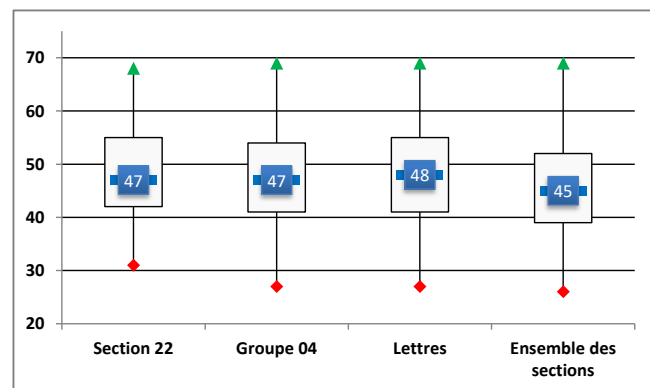 70
60
50
40
30
20
47
47
48
45
Section 22
Groupe 04
Lettres
Ensemble des
sections